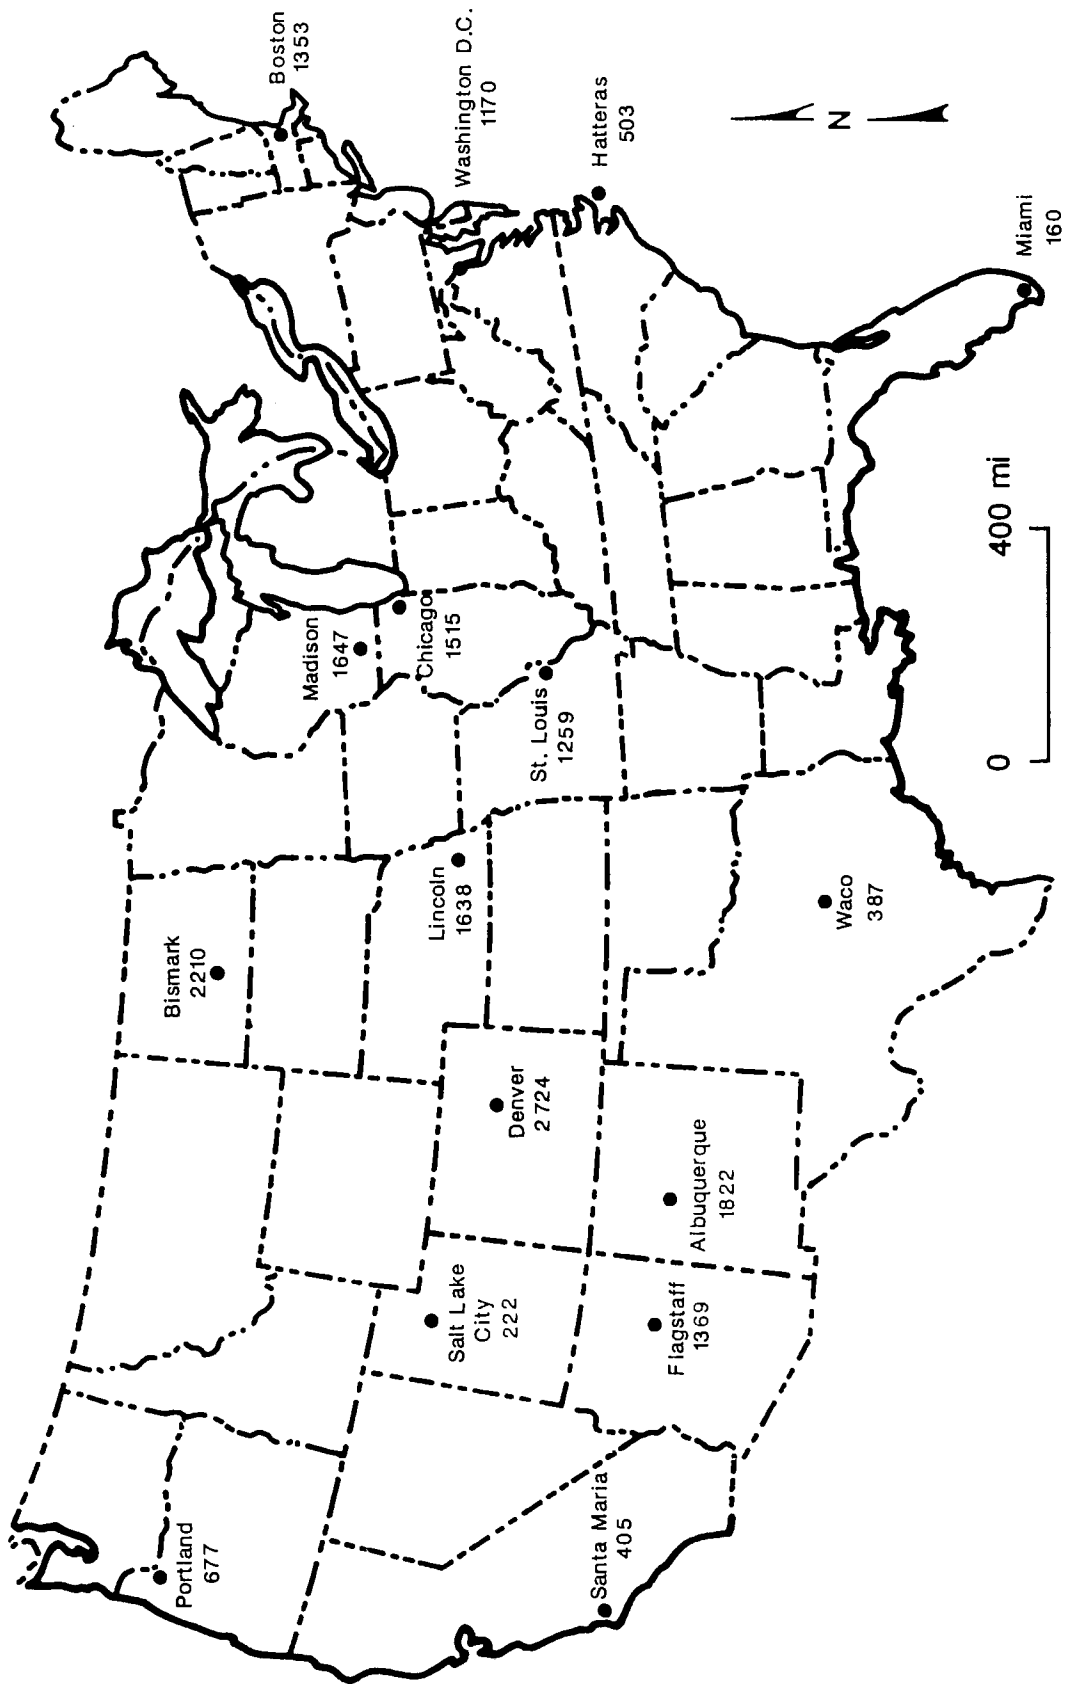 Portland
677
Santa Maria
405
Salt Lake
City
222
Flagstaff
1369
Albuquerque
1822
Denver
2724
Bismark
2210
Lincoln
1638
Waco
387
St. Louis
1259
Madison
1647
Chicago
1515
Boston
1353
Washington D.C.
1170
Hatteras
503
Miami
160
N
0 400 mi